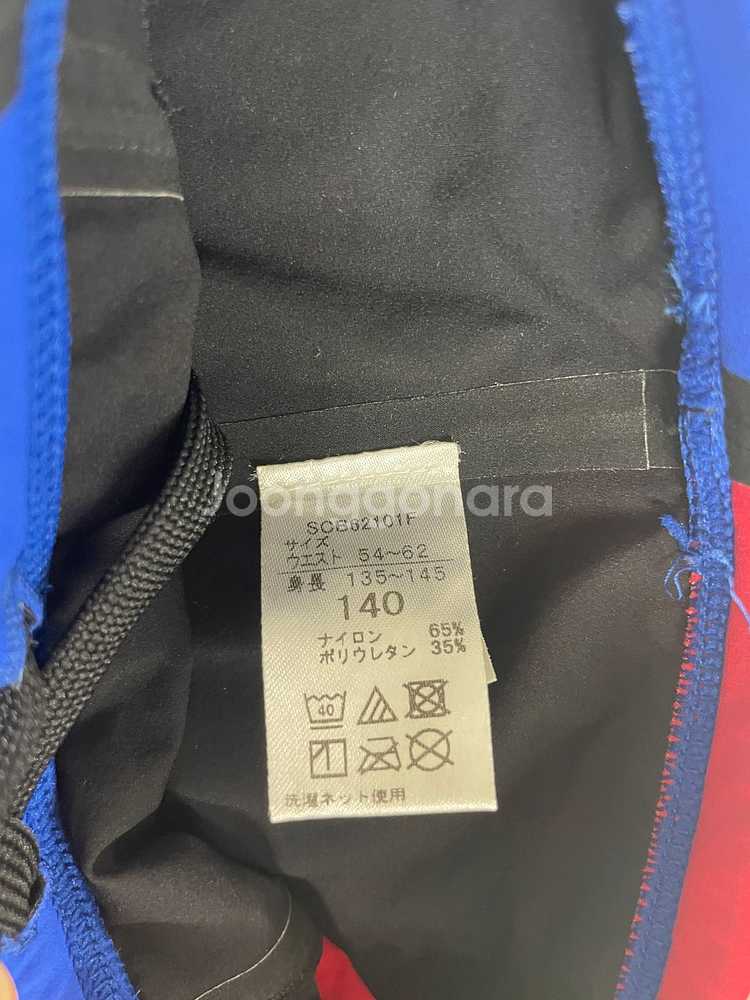 Joonggonara
SCB62101F
サイズ
ウエスト 54～62
身長 135～145
140
ナイロン 65%
ポリウレタン 35%
40
洗濯ネット使用